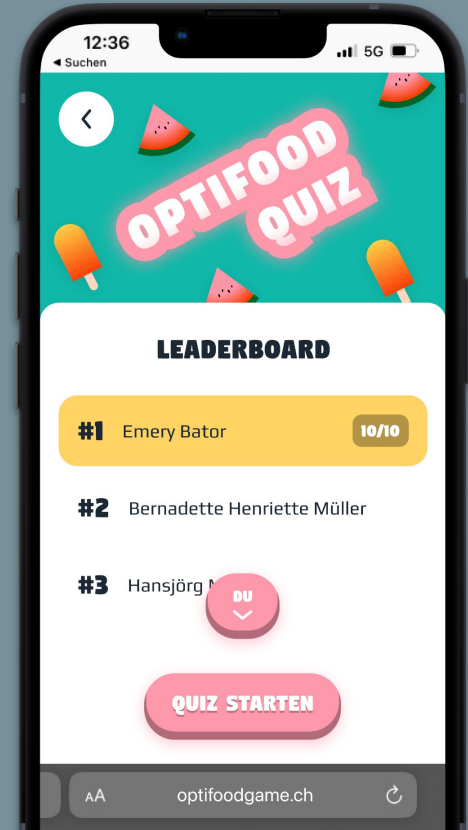 12:36
5G
◀ Suchen
OPTIFOOD
QUIZ
LEADERBOARD
#1 Emery Bator 10/10
#2 Bernadette Henriette Müller
#3 Hansjörg
DU
QUIZ STARTEN
AA optifoodgame.ch